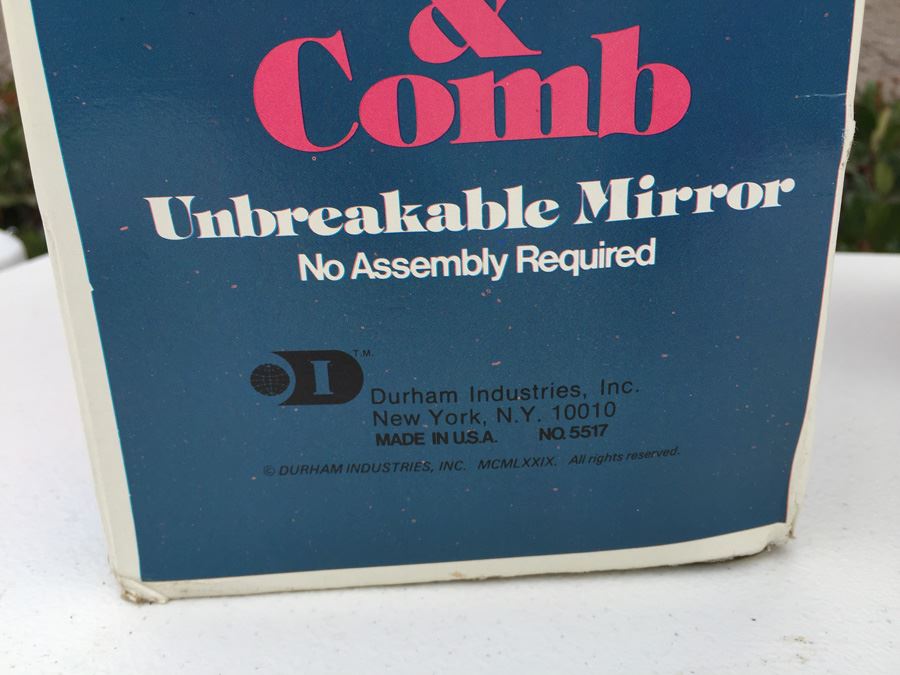 &
Comb
Unbreakable Mirror
No Assembly Required
I T.M.
Durham Industries, Inc.
New York, N.Y. 10010
MADE IN U.S.A. NO. 5517
© DURHAM INDUSTRIES, INC. MCMLXXIX. All rights reserved.